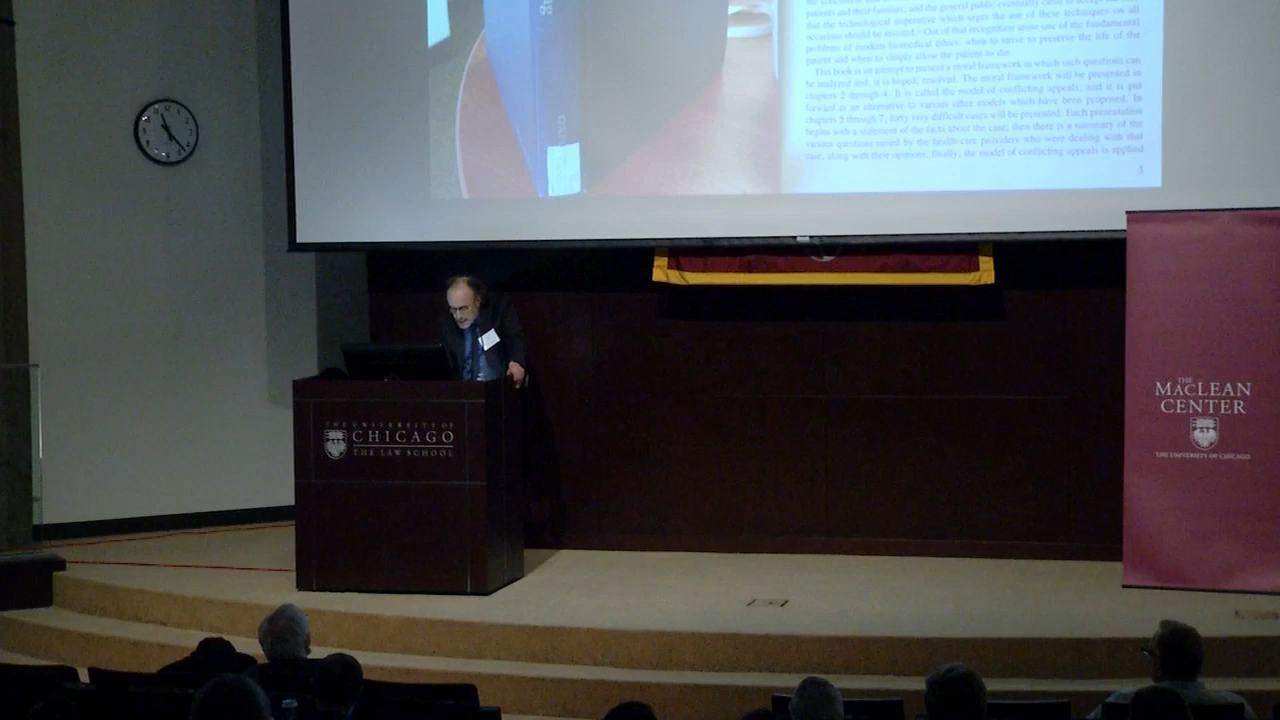 patients and their families, and the general public eventually came to accept
that the technological imperative which urges the use of these techniques on all
occasions should be resisted. Out of that recognition arose one of the fundamental
problems of modern biomedical ethics: when to strive to preserve the life of the
patient and when to simply allow the patient to die.
This book is an attempt to present a moral framework in which such questions can
be analyzed and, it is hoped, resolved. The moral framework will be presented in
chapters 2 through 4. It is called the model of conflicting appeals, and it is put
forward as an alternative to various other models which have been proposed. In
chapters 5 through 7, forty very difficult cases will be presented. Each presentation
begins with a statement of the facts about the case; then there is a summary of the
various questions raised by the health-care providers who were dealing with that
case, along with their opinions; finally, the model of conflicting appeals is applied
3
THE UNIVERSITY OF
CHICAGO
THE LAW SCHOOL
THE
MACLEAN
CENTER
THE UNIVERSITY OF CHICAGO